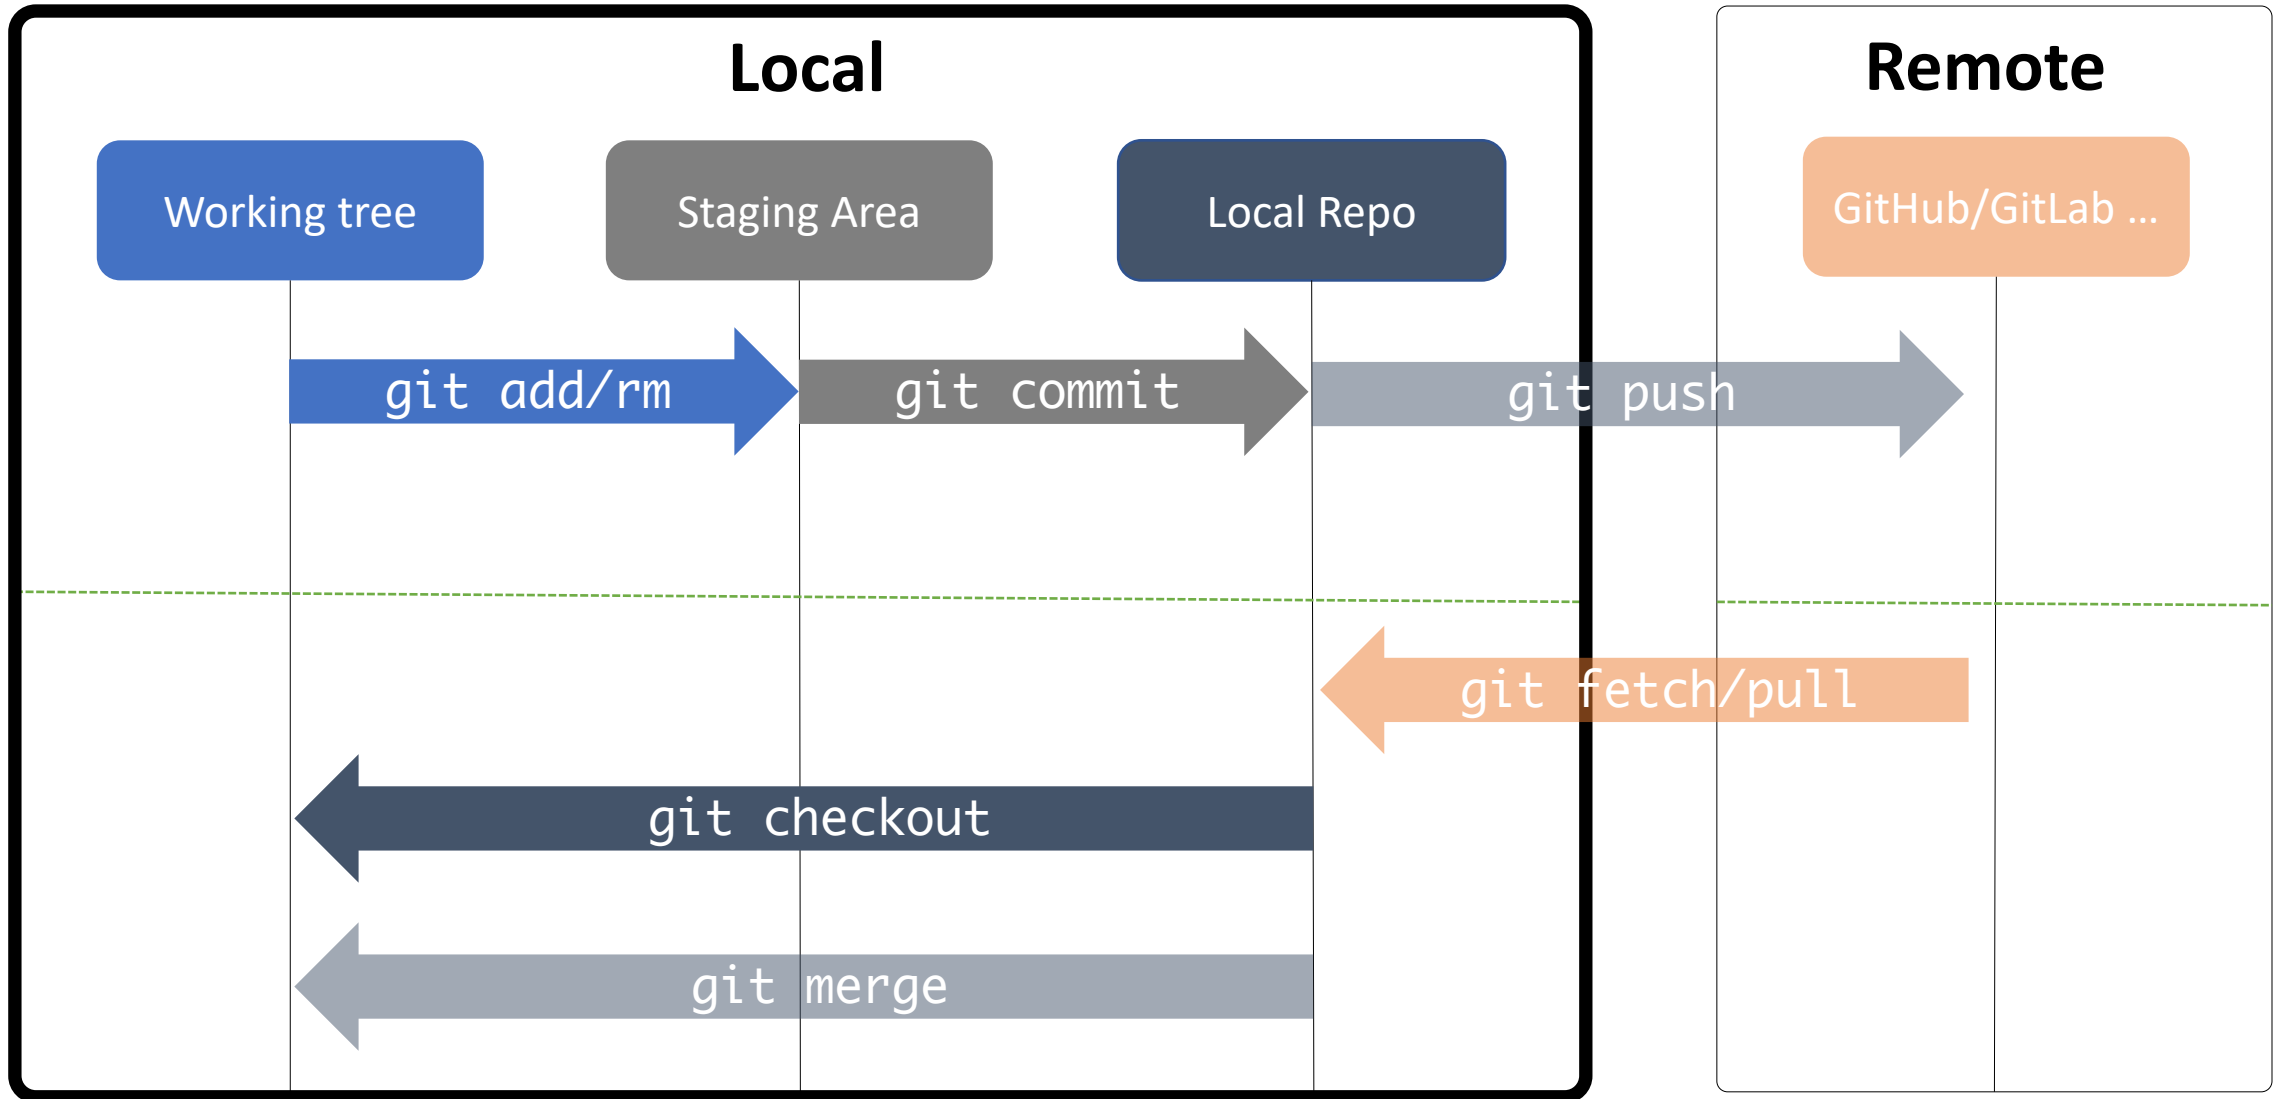 Local
Remote
Working tree
Staging Area
Local Repo
GitHub/GitLab ...
git add/rm
git commit
git push
git fetch/pull
git checkout
git merge